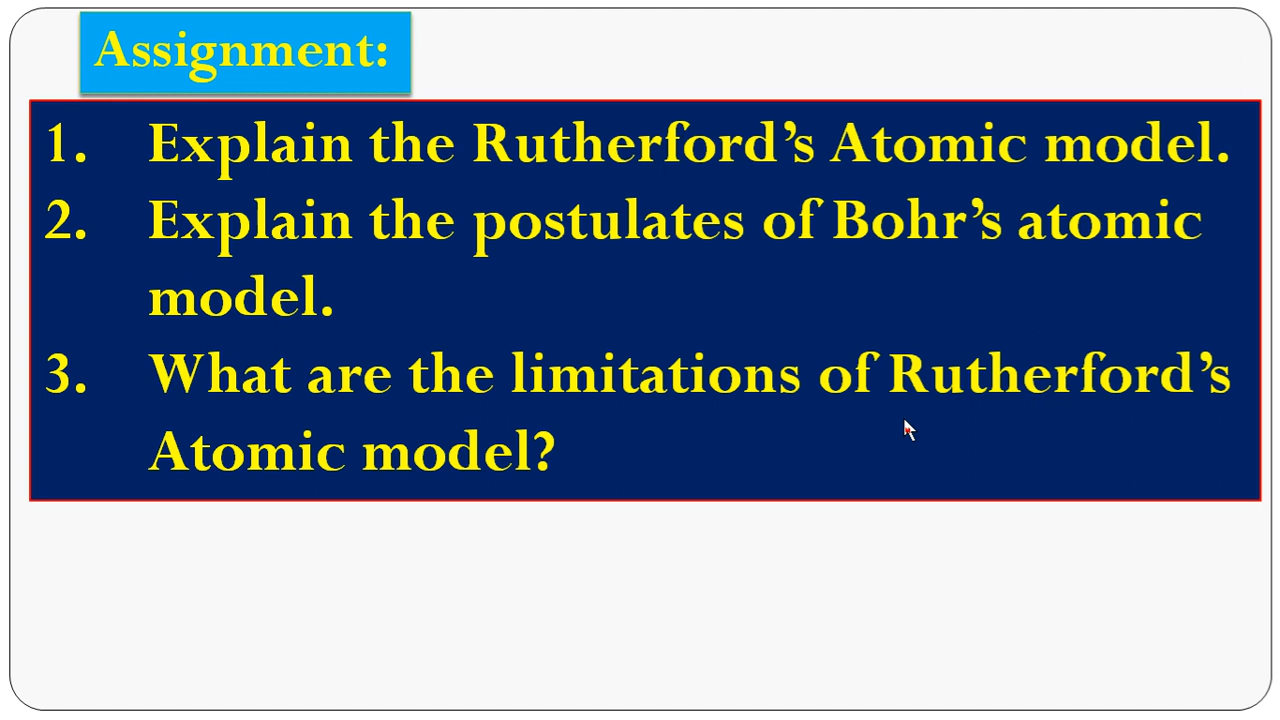 Assignment:
1. Explain the Rutherford’s Atomic model.
2. Explain the postulates of Bohr’s atomic
model.
3. What are the limitations of Rutherford’s
Atomic model?